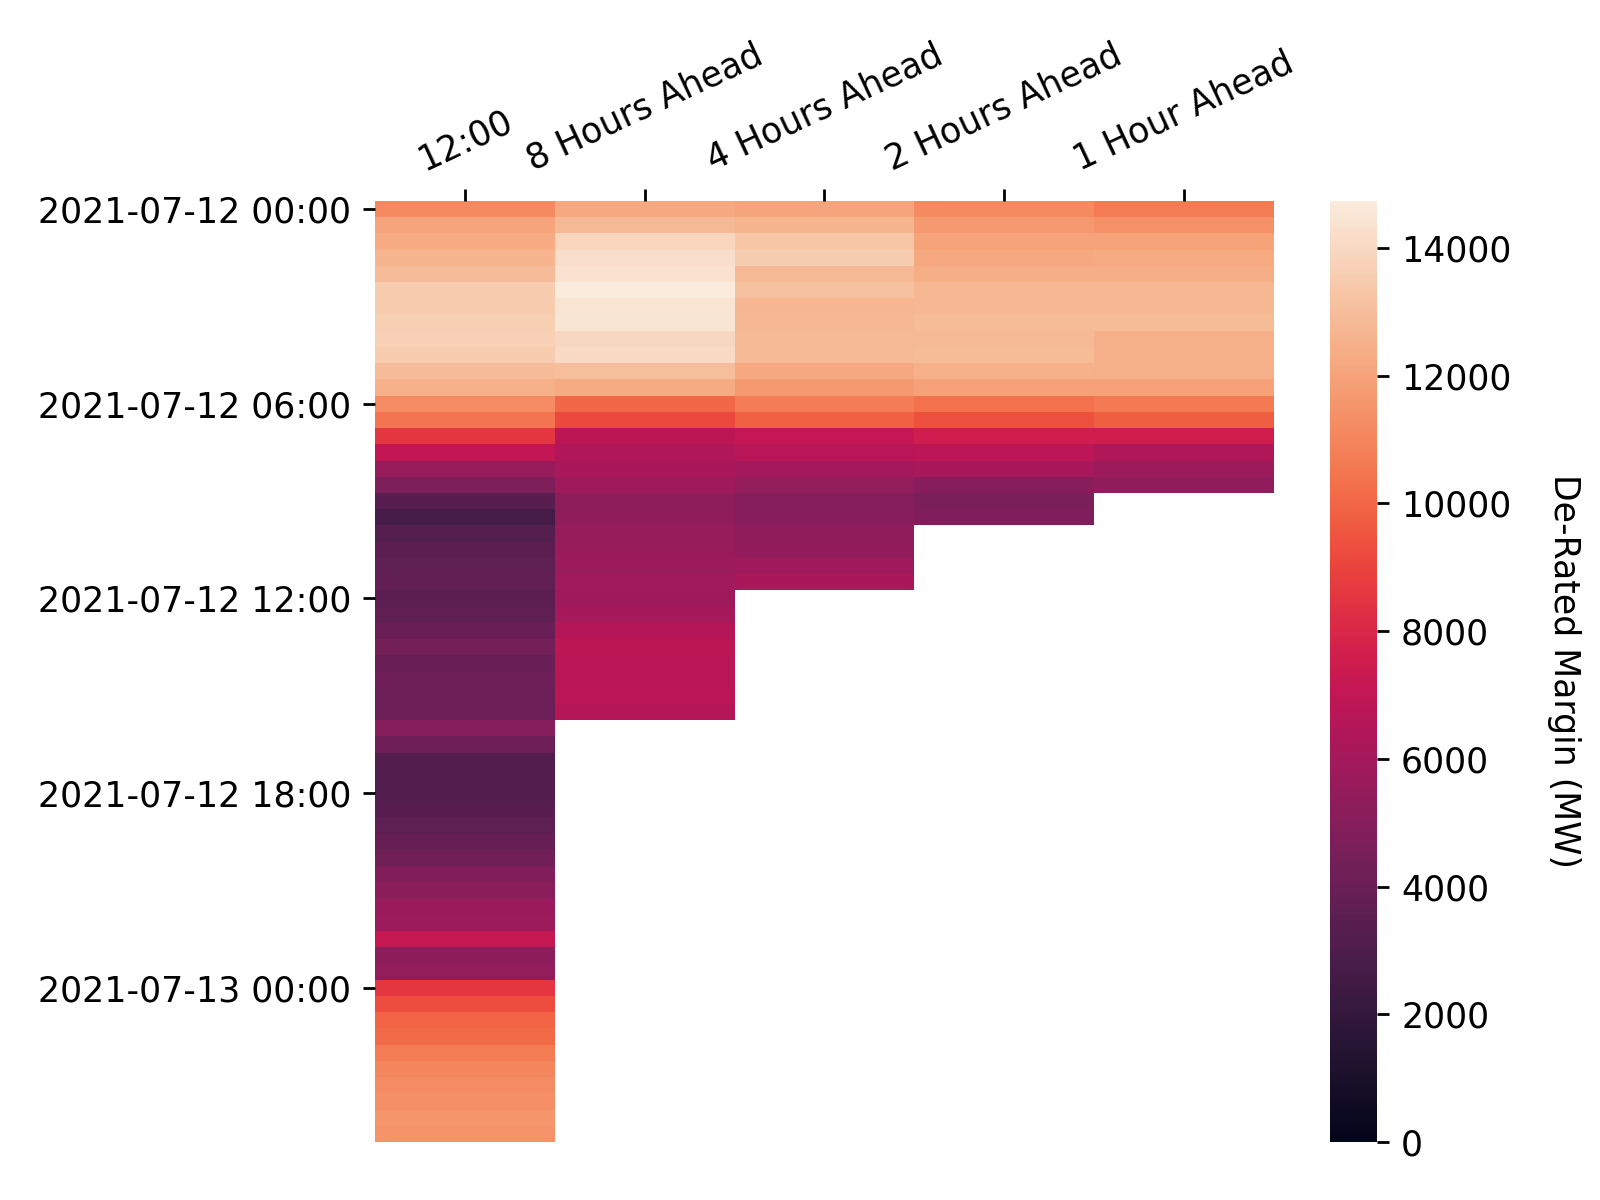 12:00
8 Hours Ahead
4 Hours Ahead
2 Hours Ahead
1 Hour Ahead
2021-07-12 00:00
2021-07-12 06:00
2021-07-12 12:00
2021-07-12 18:00
2021-07-13 00:00
14000
12000
10000
8000
6000
4000
2000
0
De-Rated Margin (MW)